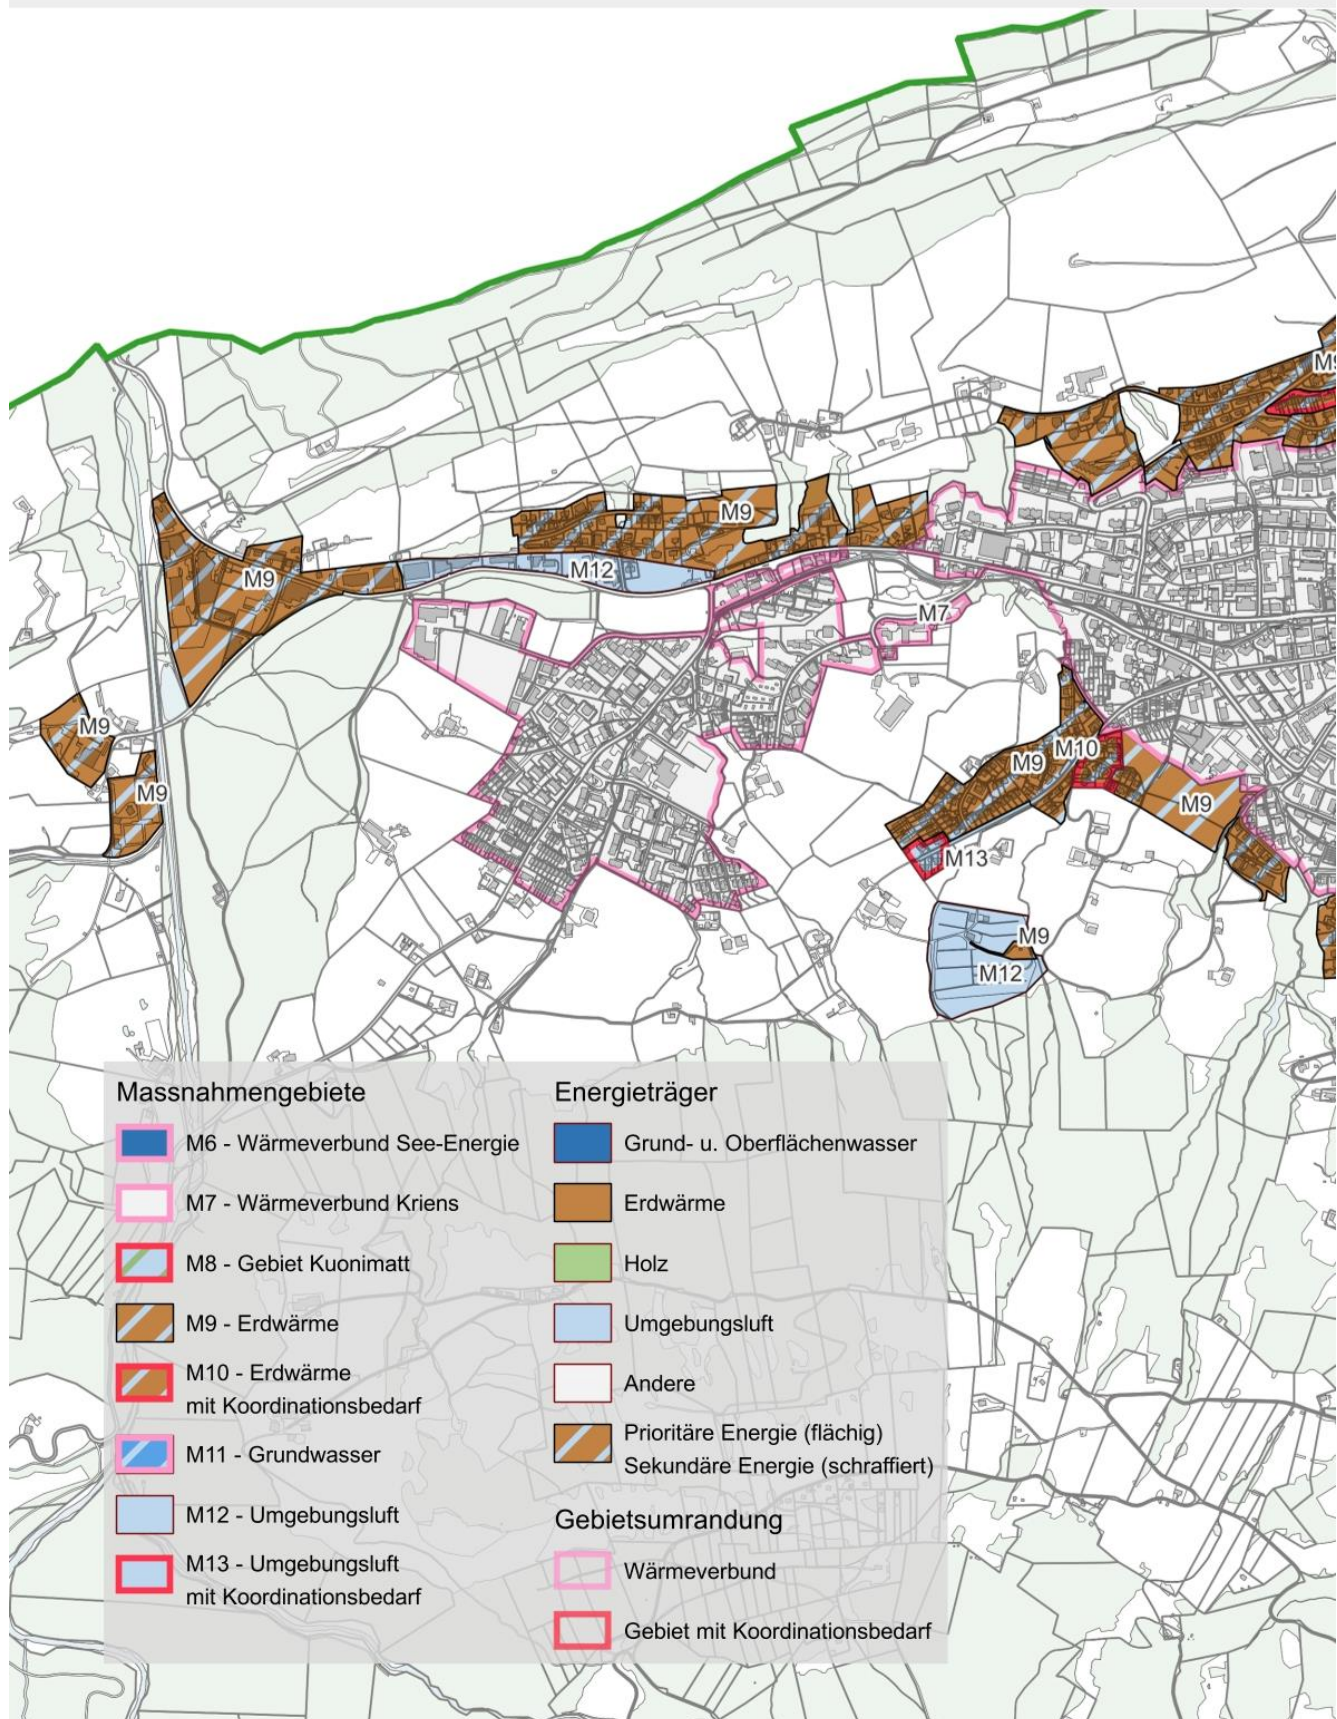 M9
M9
M9
M12
M7
M9
M9
M10
M9
M9
M13
M9
M12
Massnahmengebiete
M6 - Wärmeverbund See-Energie
M7 - Wärmeverbund Kriens
M8 - Gebiet Kuonimatt
M9 - Erdwärme
M10 - Erdwärme
mit Koordinationsbedarf
M11 - Grundwasser
M12 - Umgebungsluft
M13 - Umgebungsluft
mit Koordinationsbedarf
Energieträger
Grund- u. Oberflächenwasser
Erdwärme
Holz
Umgebungsluft
Andere
Prioritäre Energie (flächig)
Sekundäre Energie (schraffiert)
Gebietsumrandung
Wärmeverbund
Gebiet mit Koordinationsbedarf